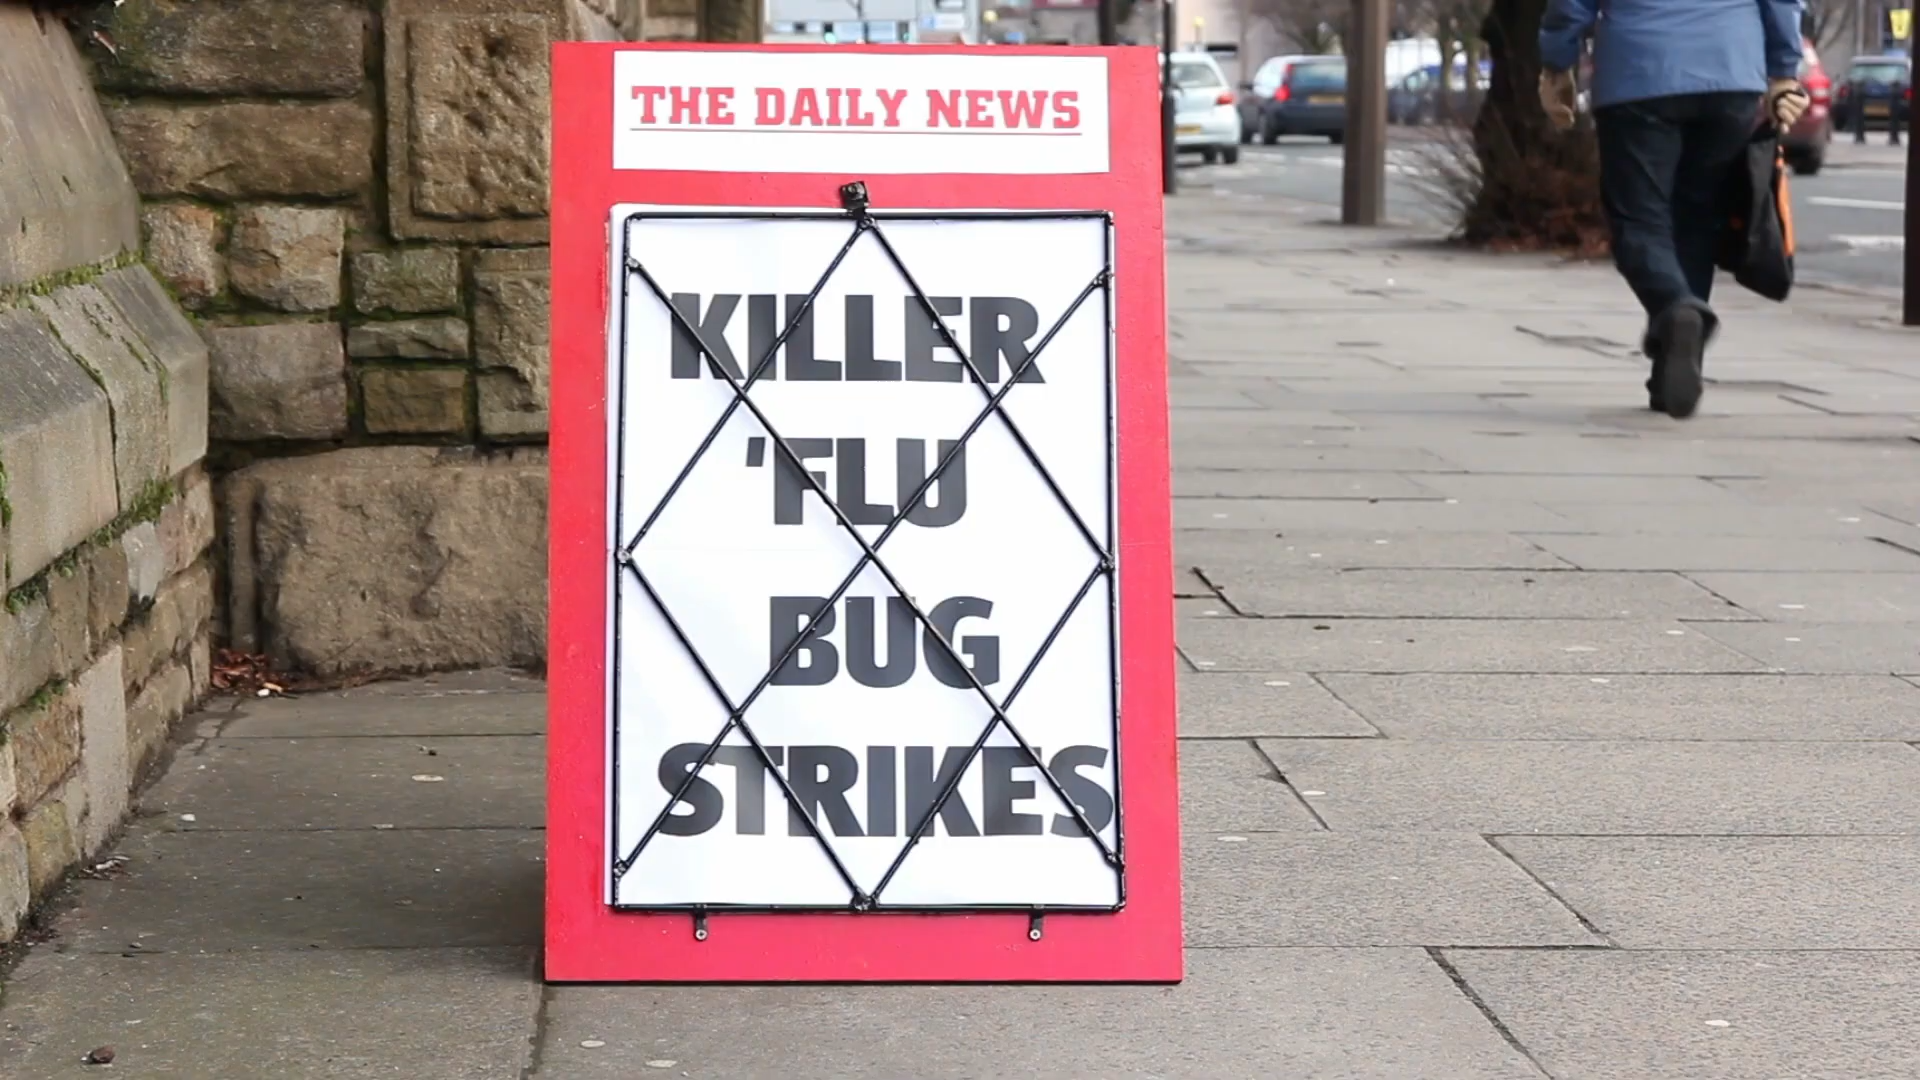 THE DAILY NEWS
KILLER
'FLU
BUG
STRIKES